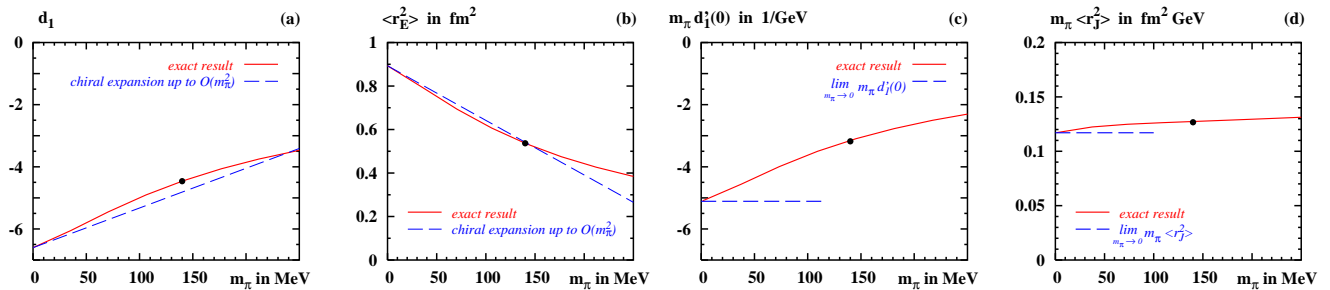 d₁ (a)
0
-2
-4
-6
exact result
chiral expansion up to O(m²π)
0 50 100 150 mπ in MeV
<r²E> in fm² (b)
1
0.8
0.6
0.4
0.2
0
exact result
chiral expansion up to O(m²π)
0 50 100 150 mπ in MeV
mπ d₁'(0) in 1/GeV (c)
0
-2
-4
-6
exact result
lim mπ d₁'(0)
mπ → 0
0 50 100 150 mπ in MeV
mπ <r²J> in fm² GeV (d)
0.2
0.15
0.1
0.05
0
exact result
lim mπ <r²J>
mπ → 0
0 50 100 150 mπ in MeV